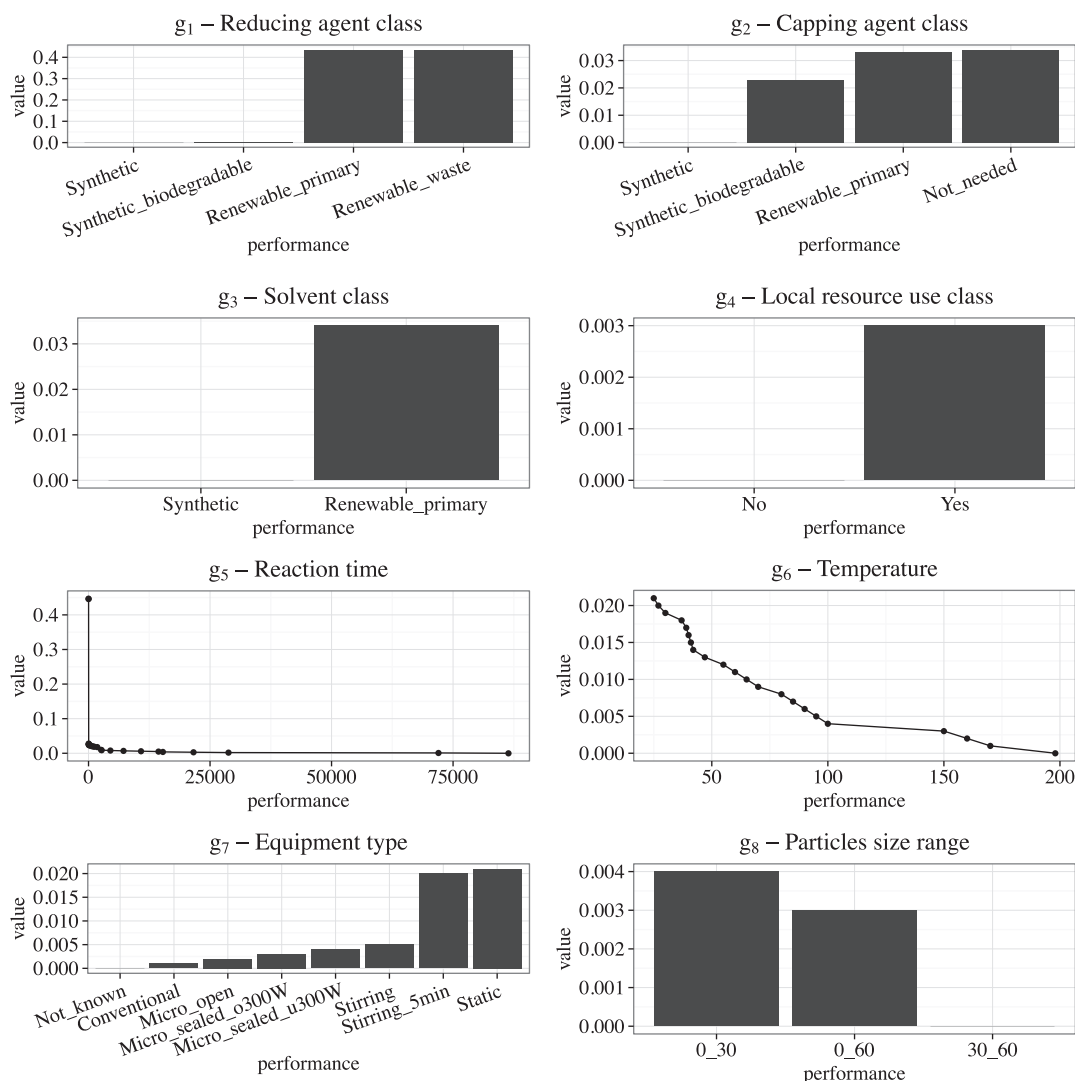 g₁ – Reducing agent class
value
0.4
0.3
0.2
0.1
0.0
Synthetic
Synthetic_biodegradable
Renewable_primary
Renewable_waste
performance
g₂ – Capping agent class
value
0.03
0.02
0.01
0.00
Synthetic
Synthetic_biodegradable
Renewable_primary
Not_needed
performance
g₃ – Solvent class
value
0.03
0.02
0.01
0.00
Synthetic
Renewable_primary
performance
g₄ – Local resource use class
value
0.003
0.002
0.001
0.000
No
Yes
performance
g₅ – Reaction time
value
0.4
0.3
0.2
0.1
0.0
0
25000
50000
75000
performance
g₆ – Temperature
value
0.020
0.015
0.010
0.005
0.000
50
100
150
200
performance
g₇ – Equipment type
value
0.020
0.015
0.010
0.005
0.000
Not_known
Conventional
Micro_open
Micro_sealed_o300W
Micro_sealed_u300W
Stirring
Stirring_5min
Static
performance
g₈ – Particles size range
value
0.004
0.003
0.002
0.001
0.000
0_30
0_60
30_60
performance